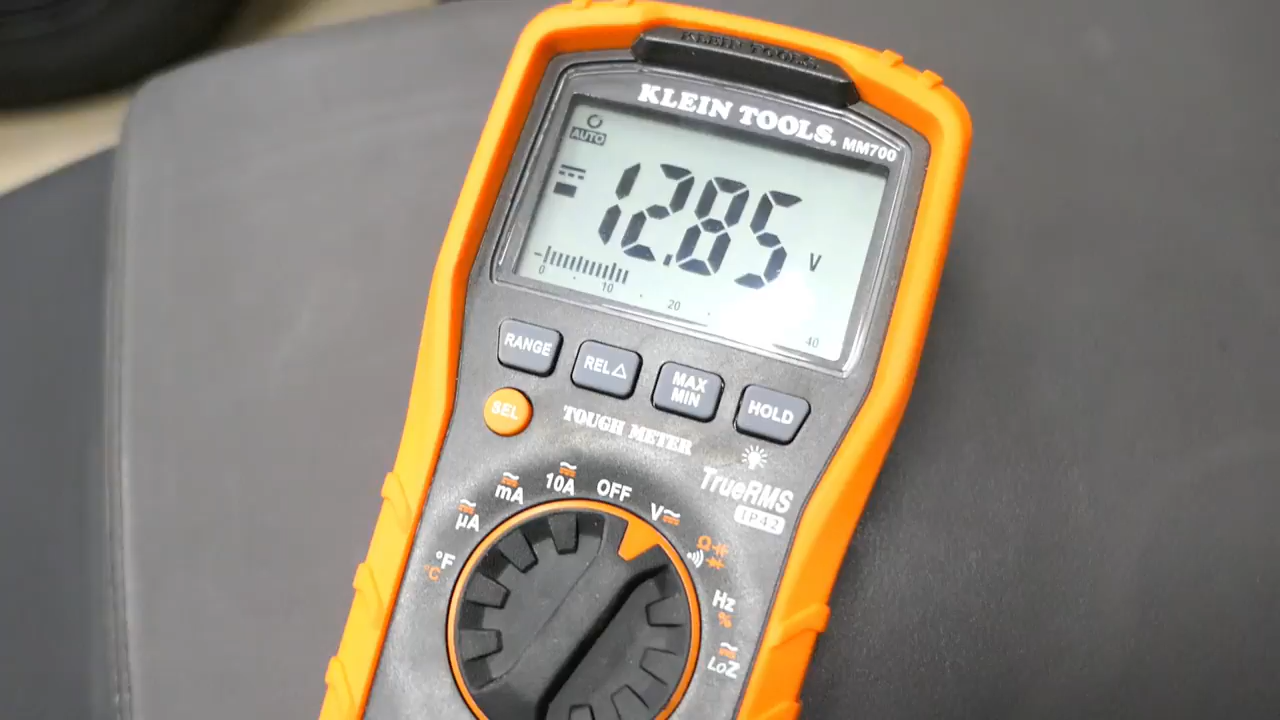 KLEIN TOOLS
KLEIN TOOLS. MM700
AUTO
12.85 V
0 10 20 40
RANGE
REL△
MAX
MIN
HOLD
SEL
TOUGH METER
TrueRMS
IP42
OFF
10A
mA
µA
°F
°C
V
Ω
Hz
%
LoZ